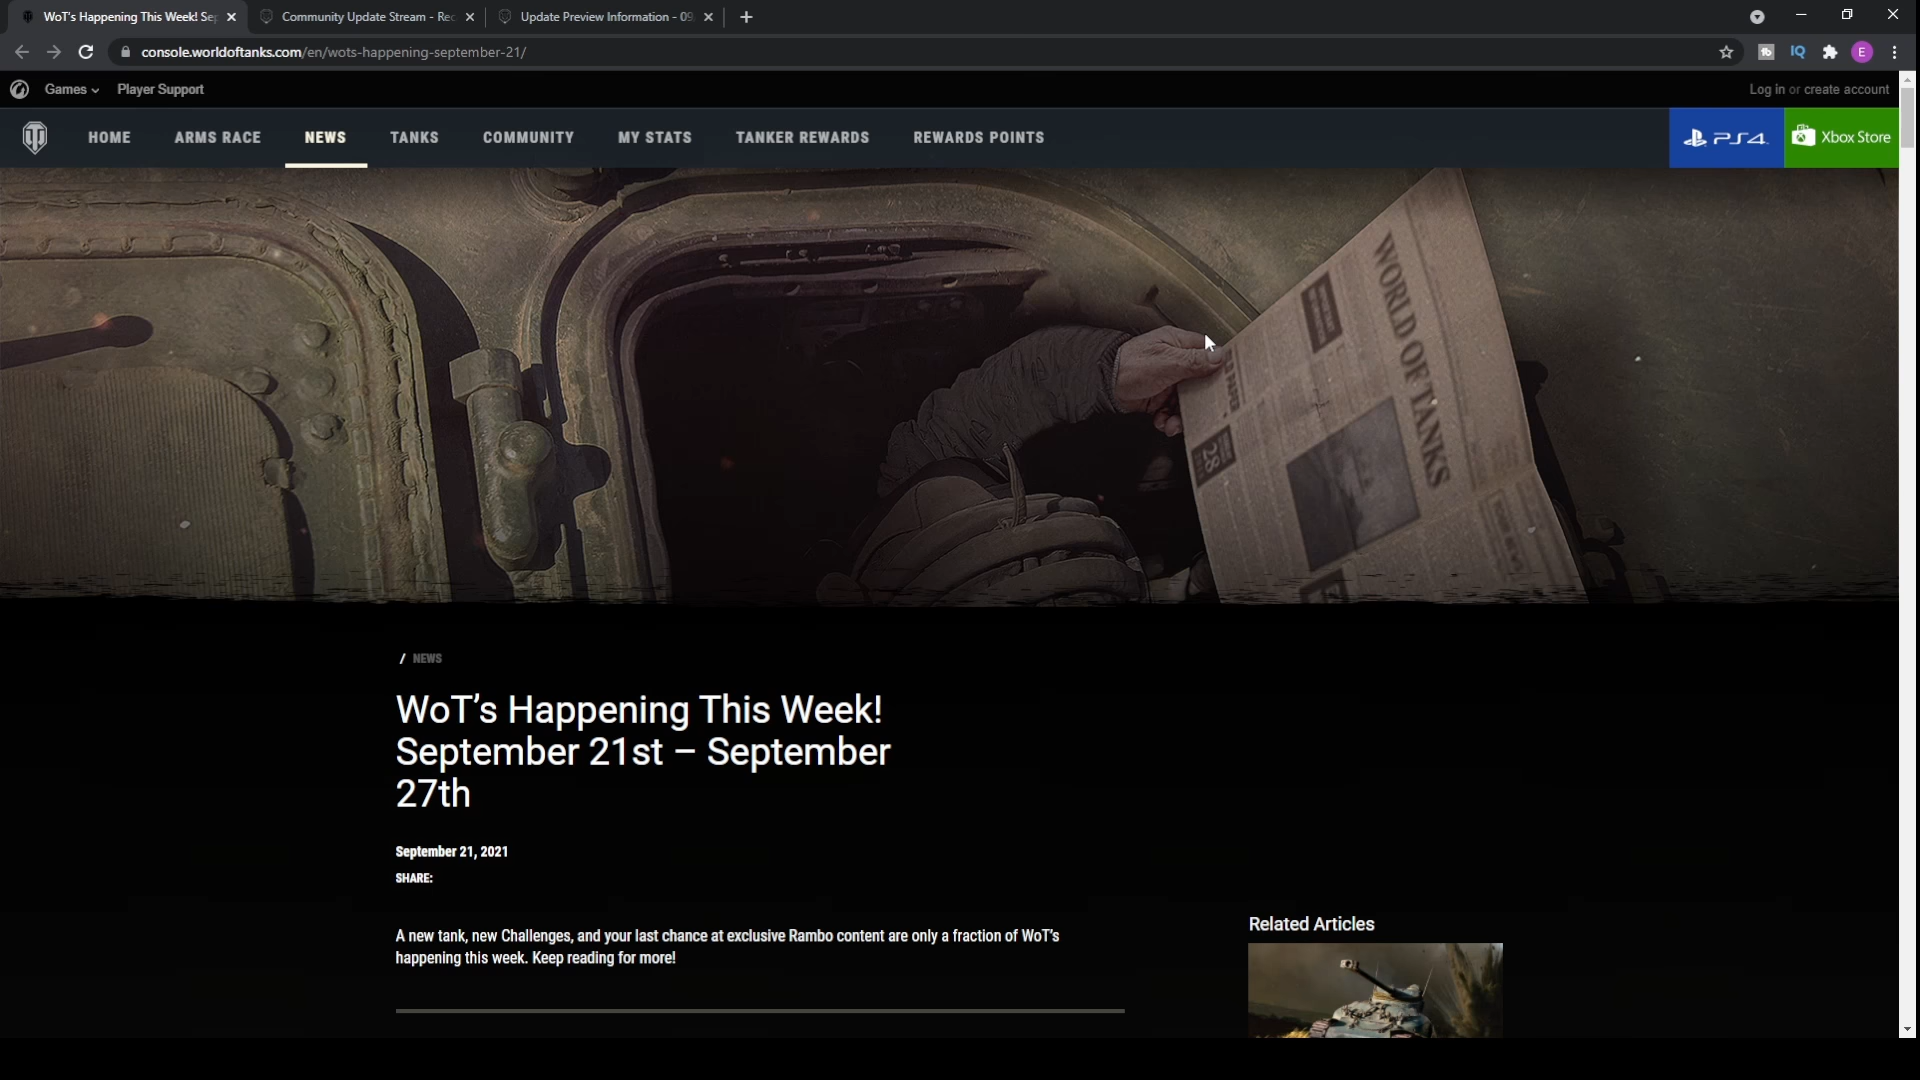 WoT's Happening This Week! Se
Community Update Stream - Re
Update Preview Information - 09
console.worldoftanks.com/en/wots-happening-september-21/
IQ
E
Games
Player Support
Log in or create account
HOME
ARMS RACE
NEWS
TANKS
COMMUNITY
MY STATS
TANKER REWARDS
REWARDS POINTS
PS4
Xbox Store
WORLD OF TANKS
28
/ NEWS
WoT's Happening This Week!
September 21st – September
27th
September 21, 2021
SHARE:
A new tank, new Challenges, and your last chance at exclusive Rambo content are only a fraction of WoT's
happening this week. Keep reading for more!
Related Articles